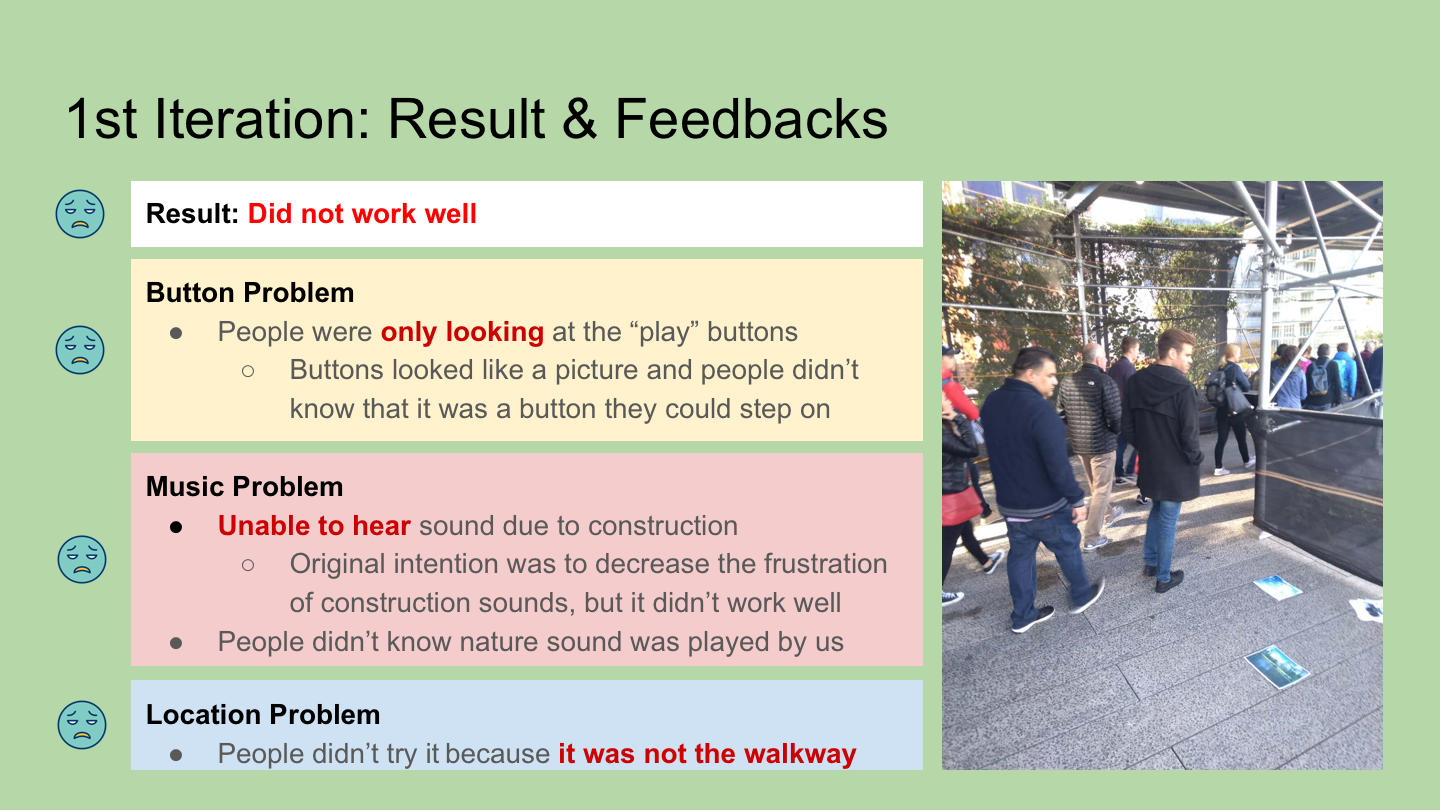 1st Iteration: Result & Feedbacks
Result: Did not work well
Button Problem
● People were only looking at the “play” buttons
○ Buttons looked like a picture and people didn’t
know that it was a button they could step on
Music Problem
● Unable to hear sound due to construction
○ Original intention was to decrease the frustration
of construction sounds, but it didn’t work well
● People didn’t know nature sound was played by us
Location Problem
● People didn’t try it because it was not the walkway